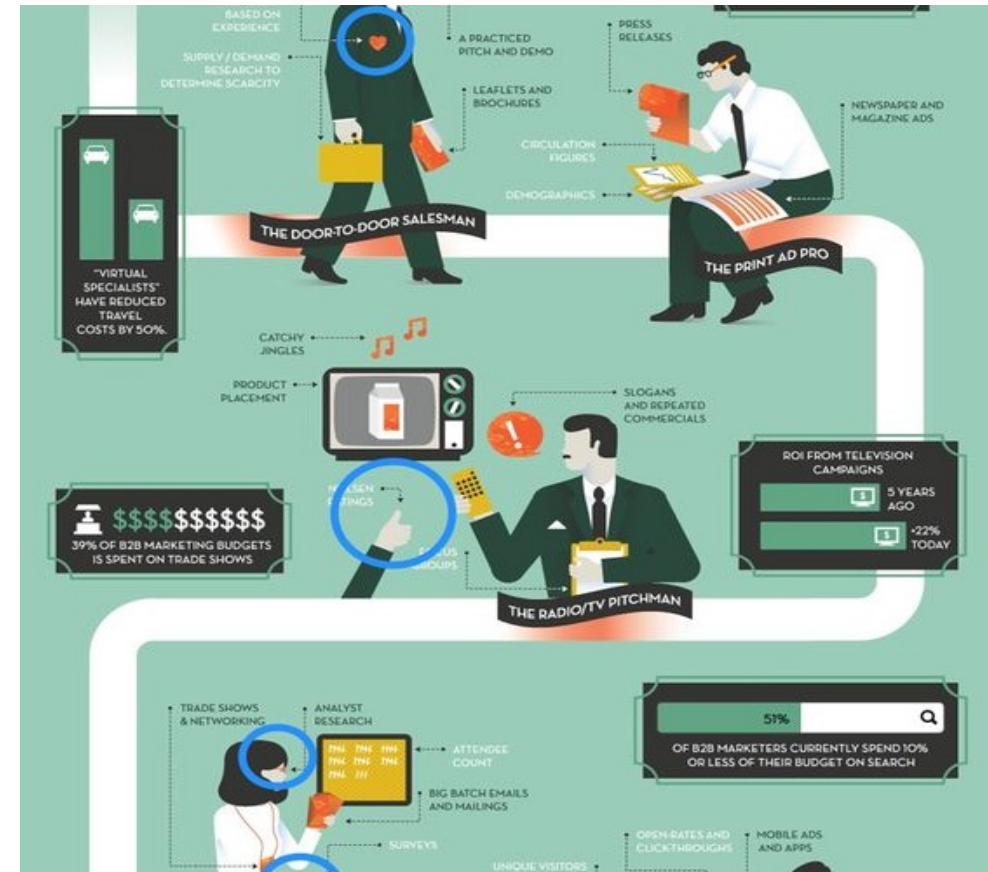 BASED ON
EXPERIENCE
SUPPLY / DEMAND
RESEARCH TO
DETERMINE SCARCITY
A PRACTICED
PITCH AND DEMO
LEAFLETS AND
BROCHURES
PRESS
RELEASES
NEWSPAPER AND
MAGAZINE ADS
CIRCULATION
FIGURES
DEMOGRAPHICS
THE DOOR-TO-DOOR SALESMAN
THE PRINT AD PRO
"VIRTUAL
SPECIALISTS"
HAVE REDUCED
TRAVEL
COSTS BY 50%.
CATCHY
JINGLES
PRODUCT
PLACEMENT
SLOGANS
AND REPEATED
COMMERCIALS
NIELSEN
RATINGS
FOCUS
GROUPS
THE RADIO/TV PITCHMAN
ROI FROM TELEVISION
CAMPAIGNS
$
5 YEARS
AGO
$
+22%
TODAY
$$$$$$$$$$
39% OF B2B MARKETING BUDGETS
IS SPENT ON TRADE SHOWS
51%
OF B2B MARKETERS CURRENTLY SPEND 10%
OR LESS OF THEIR BUDGET ON SEARCH
TRADE SHOWS
& NETWORKING
ANALYST
RESEARCH
ATTENDEE
COUNT
BIG BATCH EMAILS
AND MAILINGS
SURVEYS
UNIQUE VISITORS
OPEN-RATES AND
CLICKTHROUGHS
MOBILE ADS
AND APPS